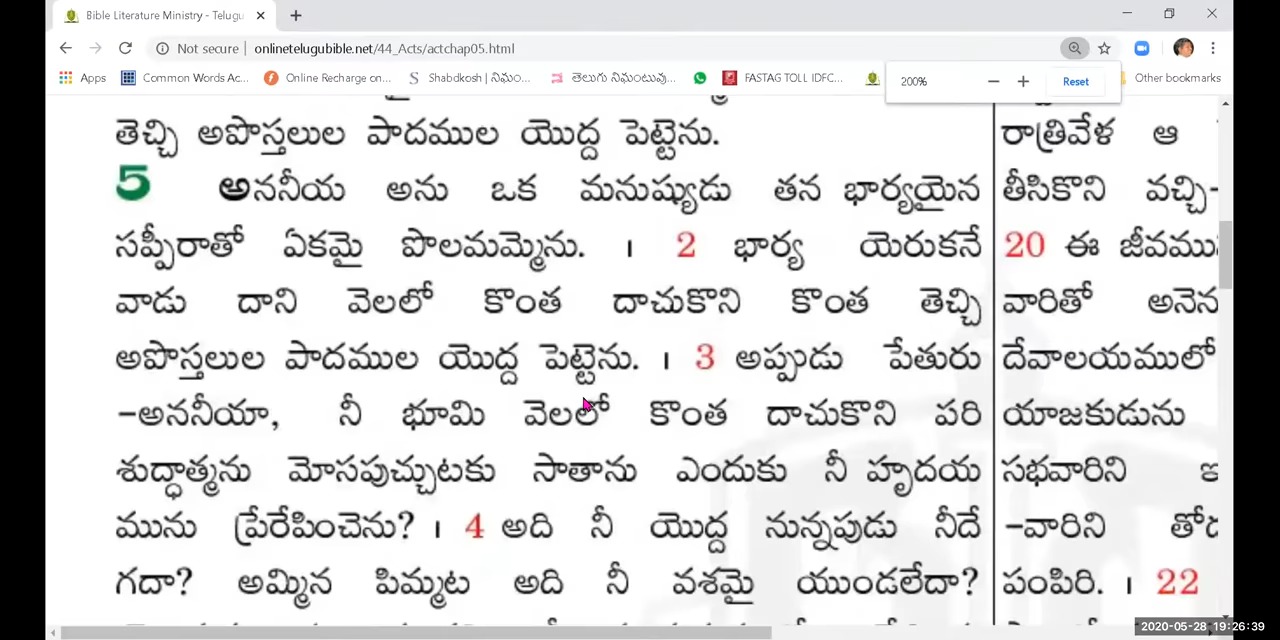 Bible Literature Ministry - Telugu
Not secure
onlinetelugubible.net/44_Acts/actchap05.html
Apps
Common Words Ac...
Online Recharge on...
Shabdkosh | నిఘం...
తెలుగు నిఘంటువు...
FASTAG TOLL IDFC...
Other bookmarks
200%
Reset
తెచ్చి అపొస్తలుల పాదముల యొద్ద పెట్టెను.
5 అననీయ అను ఒక మనుష్యుడు తన భార్యయైన
సప్పీరాతో ఏకమై పొలమమ్మెను. । 2 భార్య యెరుకనే
వాడు దాని వెలలో కొంత దాచుకొని కొంత తెచ్చి
అపొస్తలుల పాదముల యొద్ద పెట్టెను. । 3 అప్పుడు పేతురు
-అననీయా, నీ భూమి వెలలో కొంత దాచుకొని పరి
శుద్ధాత్మను మోసపుచ్చుటకు సాతాను ఎందుకు నీ హృదయ
మును ప్రేరేపించెను? । 4 అది నీ యొద్ద నున్నపుడు నీదే
గదా? అమ్మిన పిమ్మట అది నీ వశమై యుండలేదా?
రాత్రివేళ ఆ
తీసికొని వచ్చి-
20 ఈ జీవము
వారితో అనెన
దేవాలయములో
యాజకుడును
సభవారిని
-వారిని తోడ
పంపిరి. । 22
2020-05-28 19:26:39